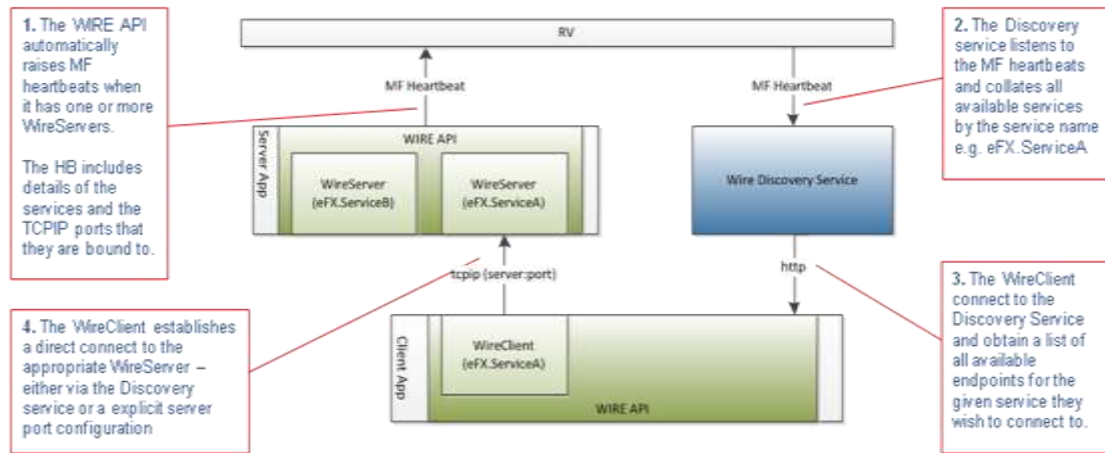 1. The WIRE API
automatically
raises MF
heartbeats when
it has one or more
WireServers.
The HB includes
details of the
services and the
TCPIP ports that
they are bound to.
RV
MF Heartbeat
MF Heartbeat
2. The Discovery
service listens to
the MF heartbeats
and collates all
available services
by the service name
e.g. eFX.ServiceA
Server App
WIRE API
WireServer
(eFX.ServiceB)
WireServer
(eFX.ServiceA)
Wire Discovery Service
tcpip (server:port)
http
4. The WireClient establishes
a direct connect to the
appropriate WireServer –
either via the Discovery
service or a explicit server
port configuration
Client App
WireClient
(eFX.ServiceA)
WIRE API
3. The WireClient
connect to the
Discovery Service
and obtain a list of
all available
endpoints for the
given service they
wish to connect to.